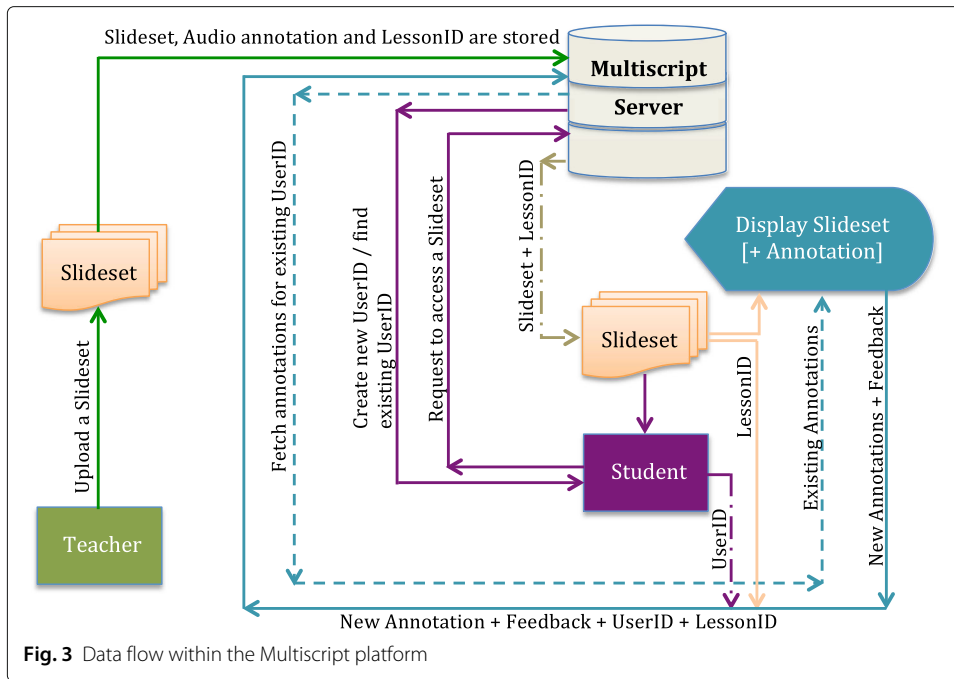 Slideset, Audio annotation and LessonID are stored
Multiscript
Server
Fetch annotations for existing UserID
Create new UserID / find
existing UserID
Request to access a Slideset
Slideset + LessonID
Display Slideset
[+ Annotation]
Slideset
Upload a Slideset
Teacher
Slideset
Student
LessonID
UserID
Existing Annotations
New Annotations + Feedback
New Annotation + Feedback + UserID + LessonID
Fig. 3 Data flow within the Multiscript platform